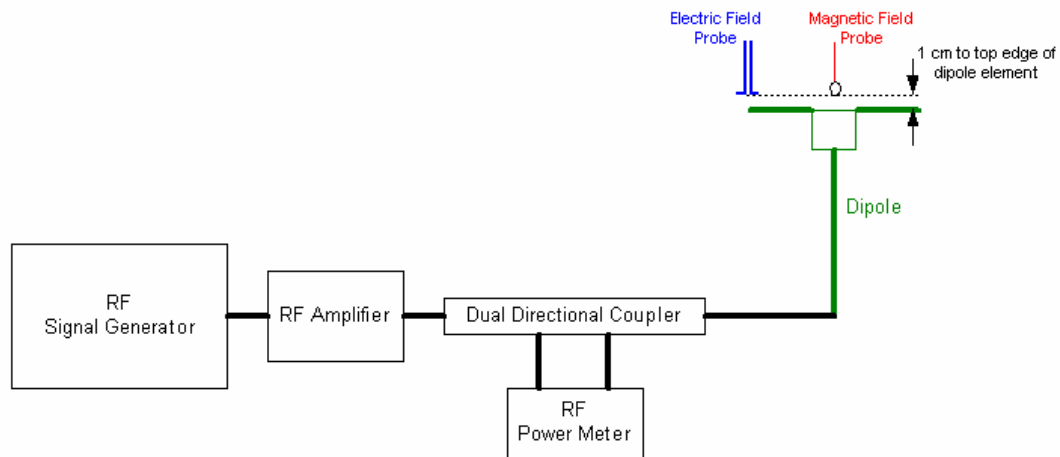 Electric Field
Probe
Magnetic Field
Probe
1 cm to top edge of
dipole element
Dipole
RF
Signal Generator
RF Amplifier
Dual Directional Coupler
RF
Power Meter